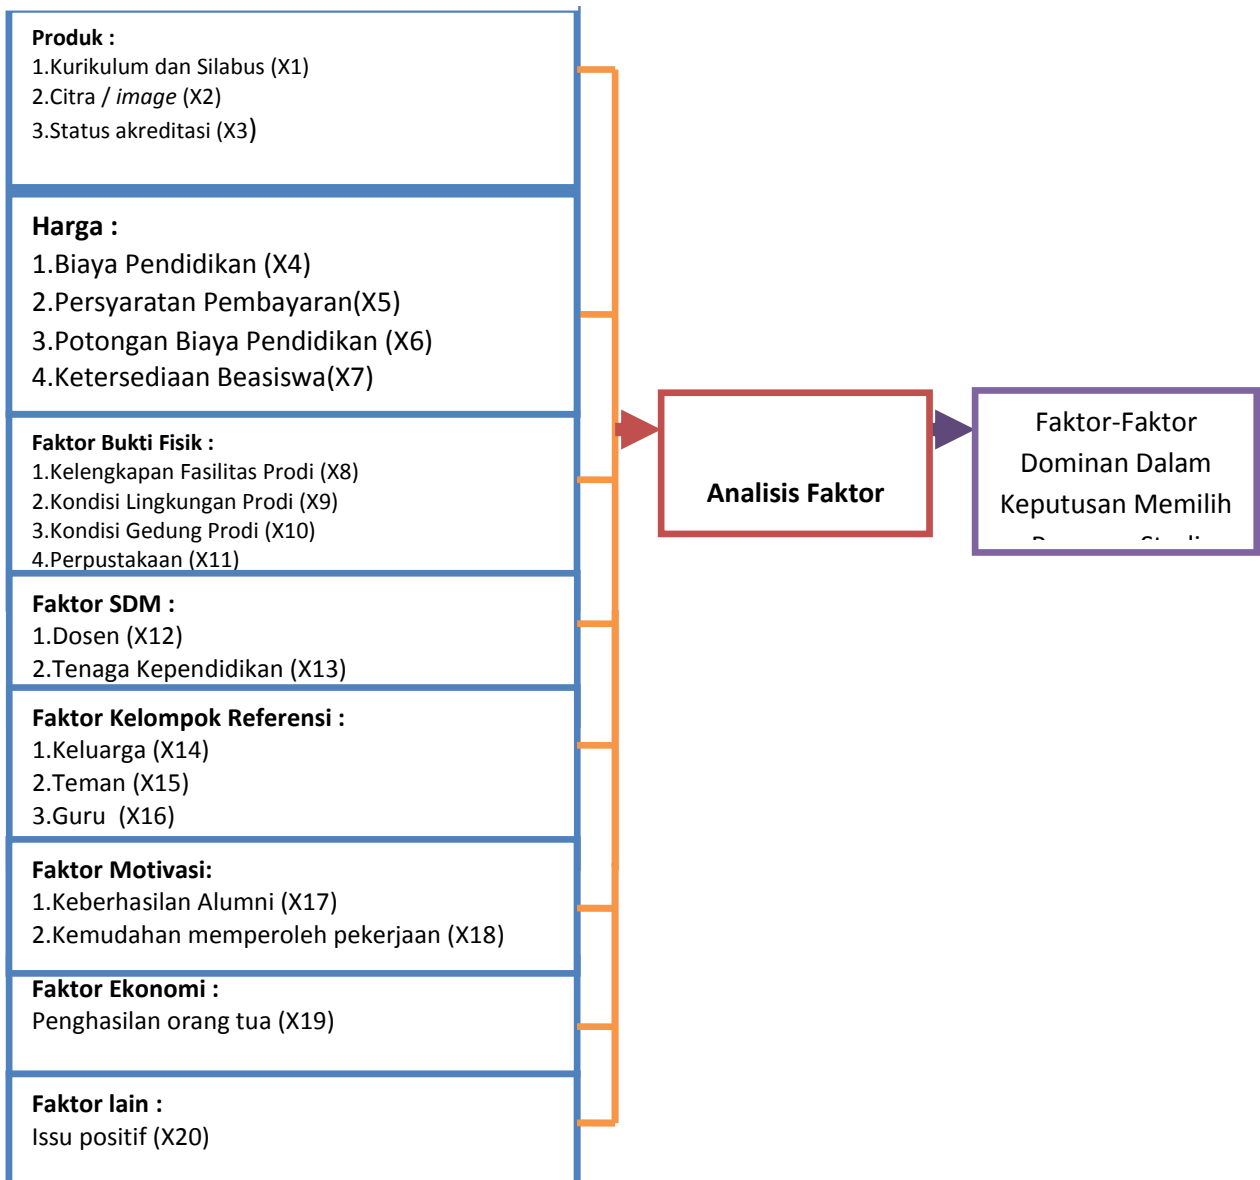 Produk :
1.Kurikulum dan Silabus (X1)
2.Citra / image (X2)
3.Status akreditasi (X3)
Harga :
1.Biaya Pendidikan (X4)
2.Persyaratan Pembayaran(X5)
3.Potongan Biaya Pendidikan (X6)
4.Ketersediaan Beasiswa(X7)
Faktor Bukti Fisik :
1.Kelengkapan Fasilitas Prodi (X8)
2.Kondisi Lingkungan Prodi (X9)
3.Kondisi Gedung Prodi (X10)
4.Perpustakaan (X11)
Faktor SDM :
1.Dosen (X12)
2.Tenaga Kependidikan (X13)
Faktor Kelompok Referensi :
1.Keluarga (X14)
2.Teman (X15)
3.Guru  (X16)
Faktor Motivasi:
1.Keberhasilan Alumni (X17)
2.Kemudahan memperoleh pekerjaan (X18)
Faktor Ekonomi :
Penghasilan orang tua (X19)
Faktor lain :
Issu positif (X20)
Analisis Faktor
Faktor-Faktor
Dominan Dalam
Keputusan Memilih